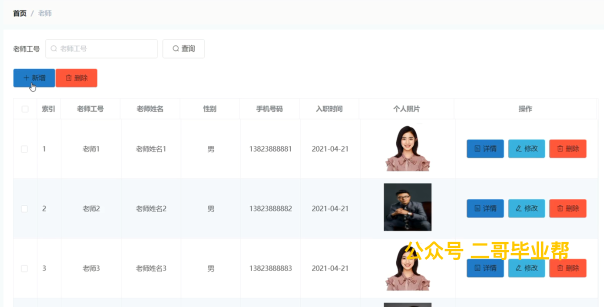 首页 / 老师
老师工号 老师工号 查询
新增 删除
索引 老师工号 老师姓名 性别 手机号码 入职时间 个人照片 操作
1 老师1 老师姓名1 男 13823888881 2021-04-21 详情 修改 删除
2 老师2 老师姓名2 男 13823888882 2021-04-21 详情 修改 删除
公众号 二哥毕业帮
3 老师3 老师姓名3 男 13823888883 2021-04-21 详情 修改 删除